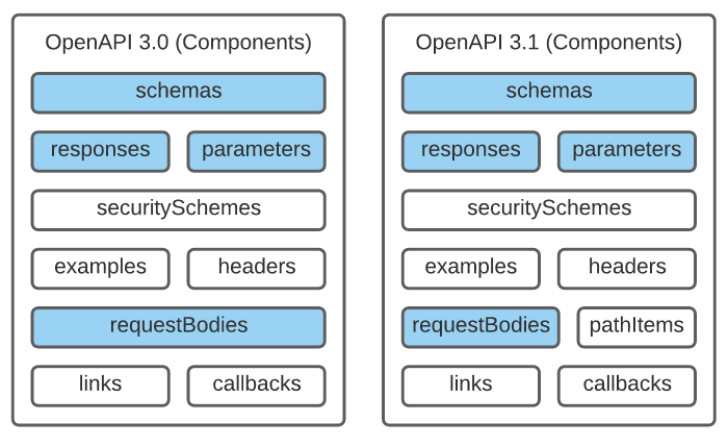 OpenAPI 3.0 (Components)
schemas
responses parameters
securitySchemes
examples headers
requestBodies
links callbacks
OpenAPI 3.1 (Components)
schemas
responses parameters
securitySchemes
examples headers
requestBodies pathItems
links callbacks